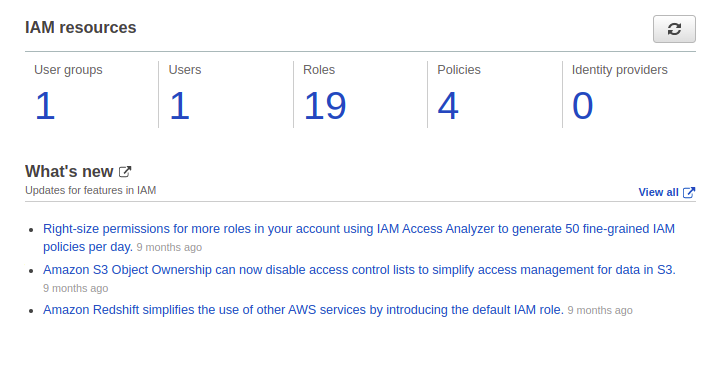 IAM resources
User groups Users Roles Policies Identity providers
1 1 19 4 0
What's new
Updates for features in IAM View all
Right-size permissions for more roles in your account using IAM Access Analyzer to generate 50 fine-grained IAM
policies per day. 9 months ago
Amazon S3 Object Ownership can now disable access control lists to simplify access management for data in S3.
9 months ago
Amazon Redshift simplifies the use of other AWS services by introducing the default IAM role. 9 months ago